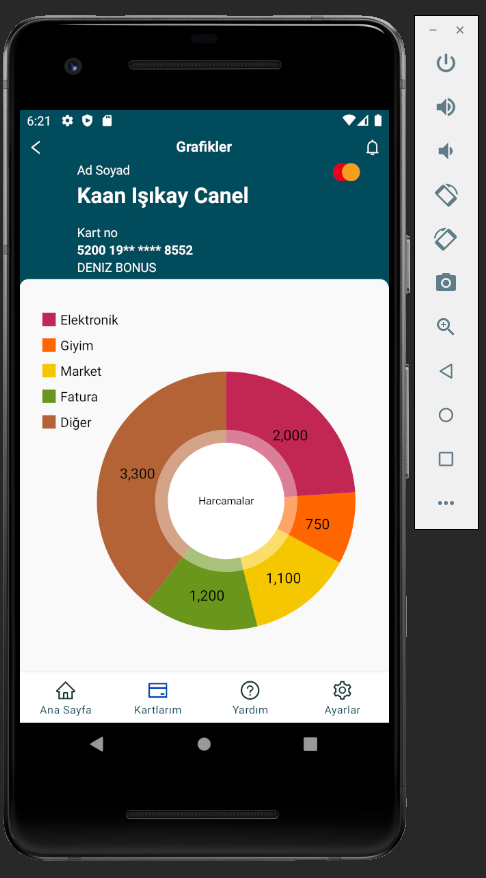 6:21
Grafikler
Ad Soyad
Kaan Işıkay Canel
Kart no
5200 19** **** 8552
DENIZ BONUS
Elektronik
Giyim
Market
Fatura
Diğer
2,000
750
1,100
1,200
3,300
Harcamalar
Ana Sayfa
Kartlarım
Yardım
Ayarlar